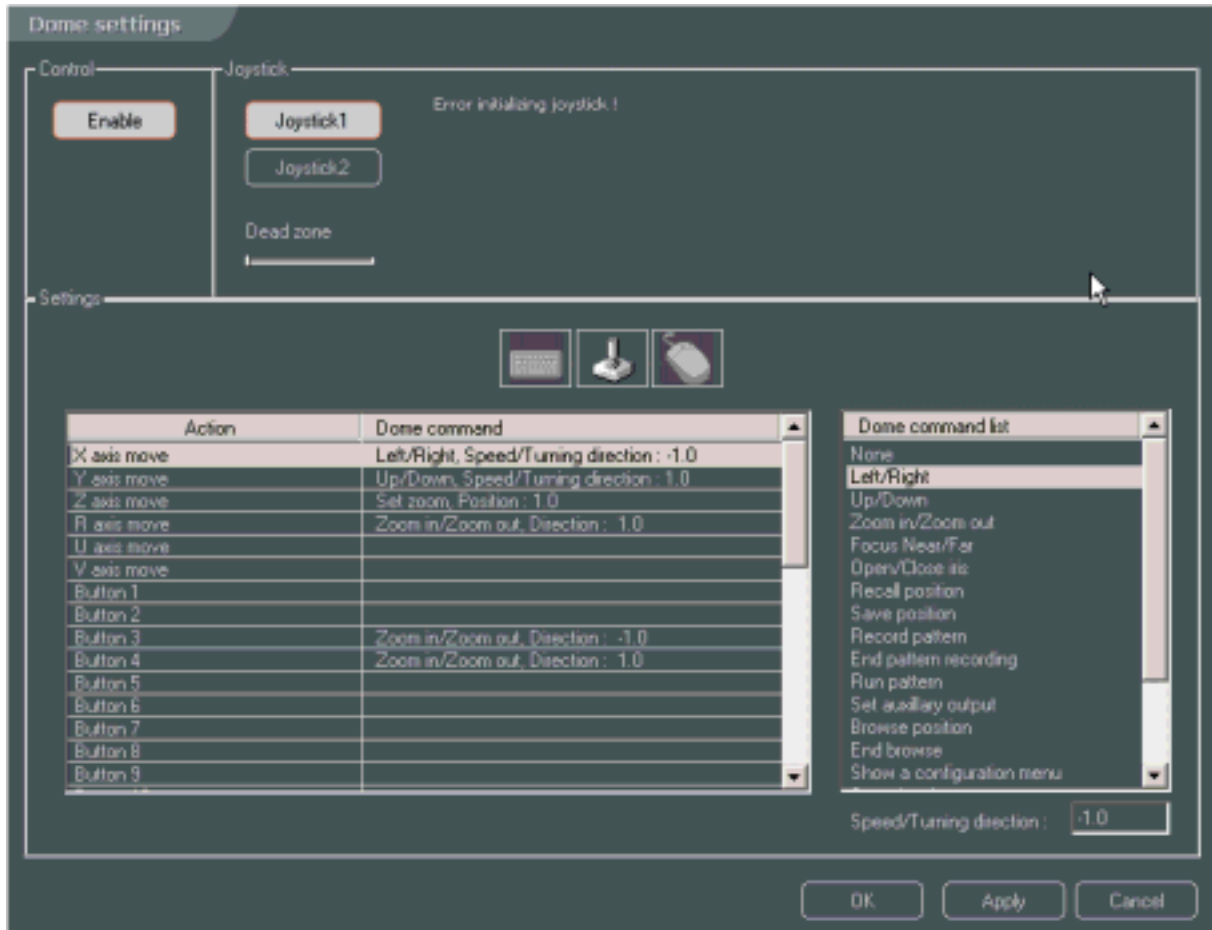 Dome settings
Control
Joystick
Enable
Joystick1
Error initializing joystick !
Joystick2
Dead zone
Settings
Action Dome command
X axis move Left/Right, Speed/Turning direction : -1.0
Y axis move Up/Down, Speed/Turning direction : 1.0
Z axis move Set zoom, Position : 1.0
R axis move Zoom in/Zoom out, Direction : 1.0
U axis move
V axis move
Button 1
Button 2
Button 3 Zoom in/Zoom out, Direction : -1.0
Button 4 Zoom in/Zoom out, Direction : 1.0
Button 5
Button 6
Button 7
Button 8
Button 9
Dome command list
None
Left/Right
Up/Down
Zoom in/Zoom out
Focus Near/Far
Open/Close iris
Recall position
Save position
Record pattern
End pattern recording
Run pattern
Set auxillary output
Browse position
End browse
Show a configuration menu
Speed/Turning direction : -1.0
OK Apply Cancel